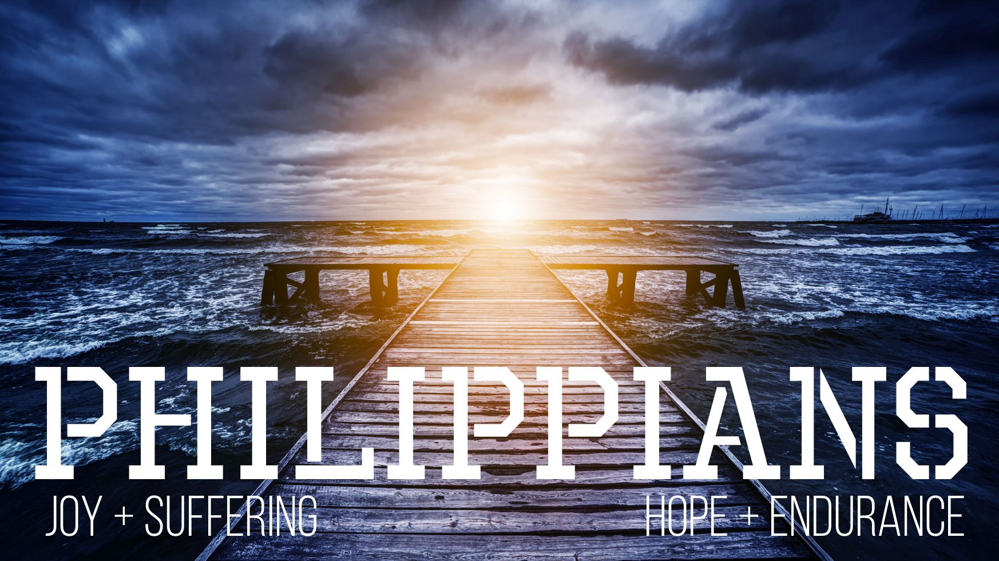 PHILIPPIANS
JOY + SUFFERING
HOPE + ENDURANCE